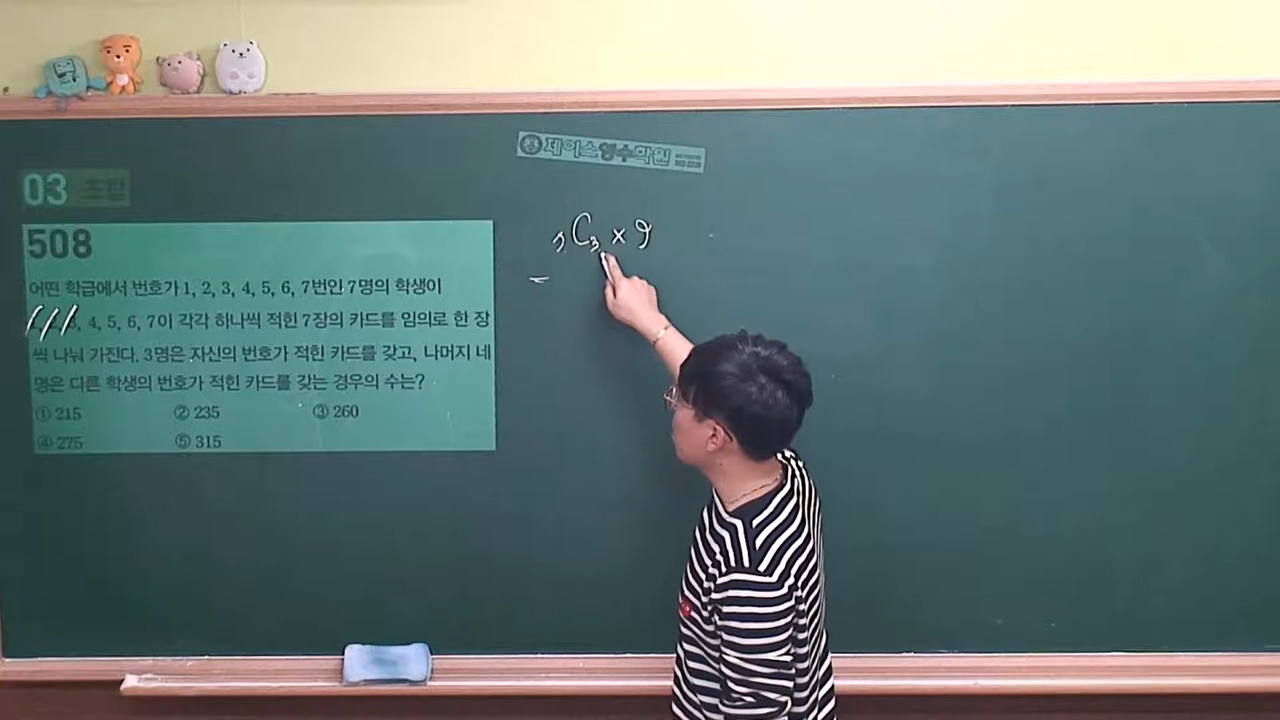 제이스영수학원
03 조합
508
어떤 학급에서 번호가 1, 2, 3, 4, 5, 6, 7번인 7명의 학생이
1, 2, 3, 4, 5, 6, 7이 각각 하나씩 적힌 7장의 카드를 임의로 한 장
씩 나눠 가진다. 3명은 자신의 번호가 적힌 카드를 갖고, 나머지 네
명은 다른 학생의 번호가 적힌 카드를 갖는 경우의 수는?
① 215 ② 235 ③ 260
④ 275 ⑤ 315
₇C₃ × 9
=